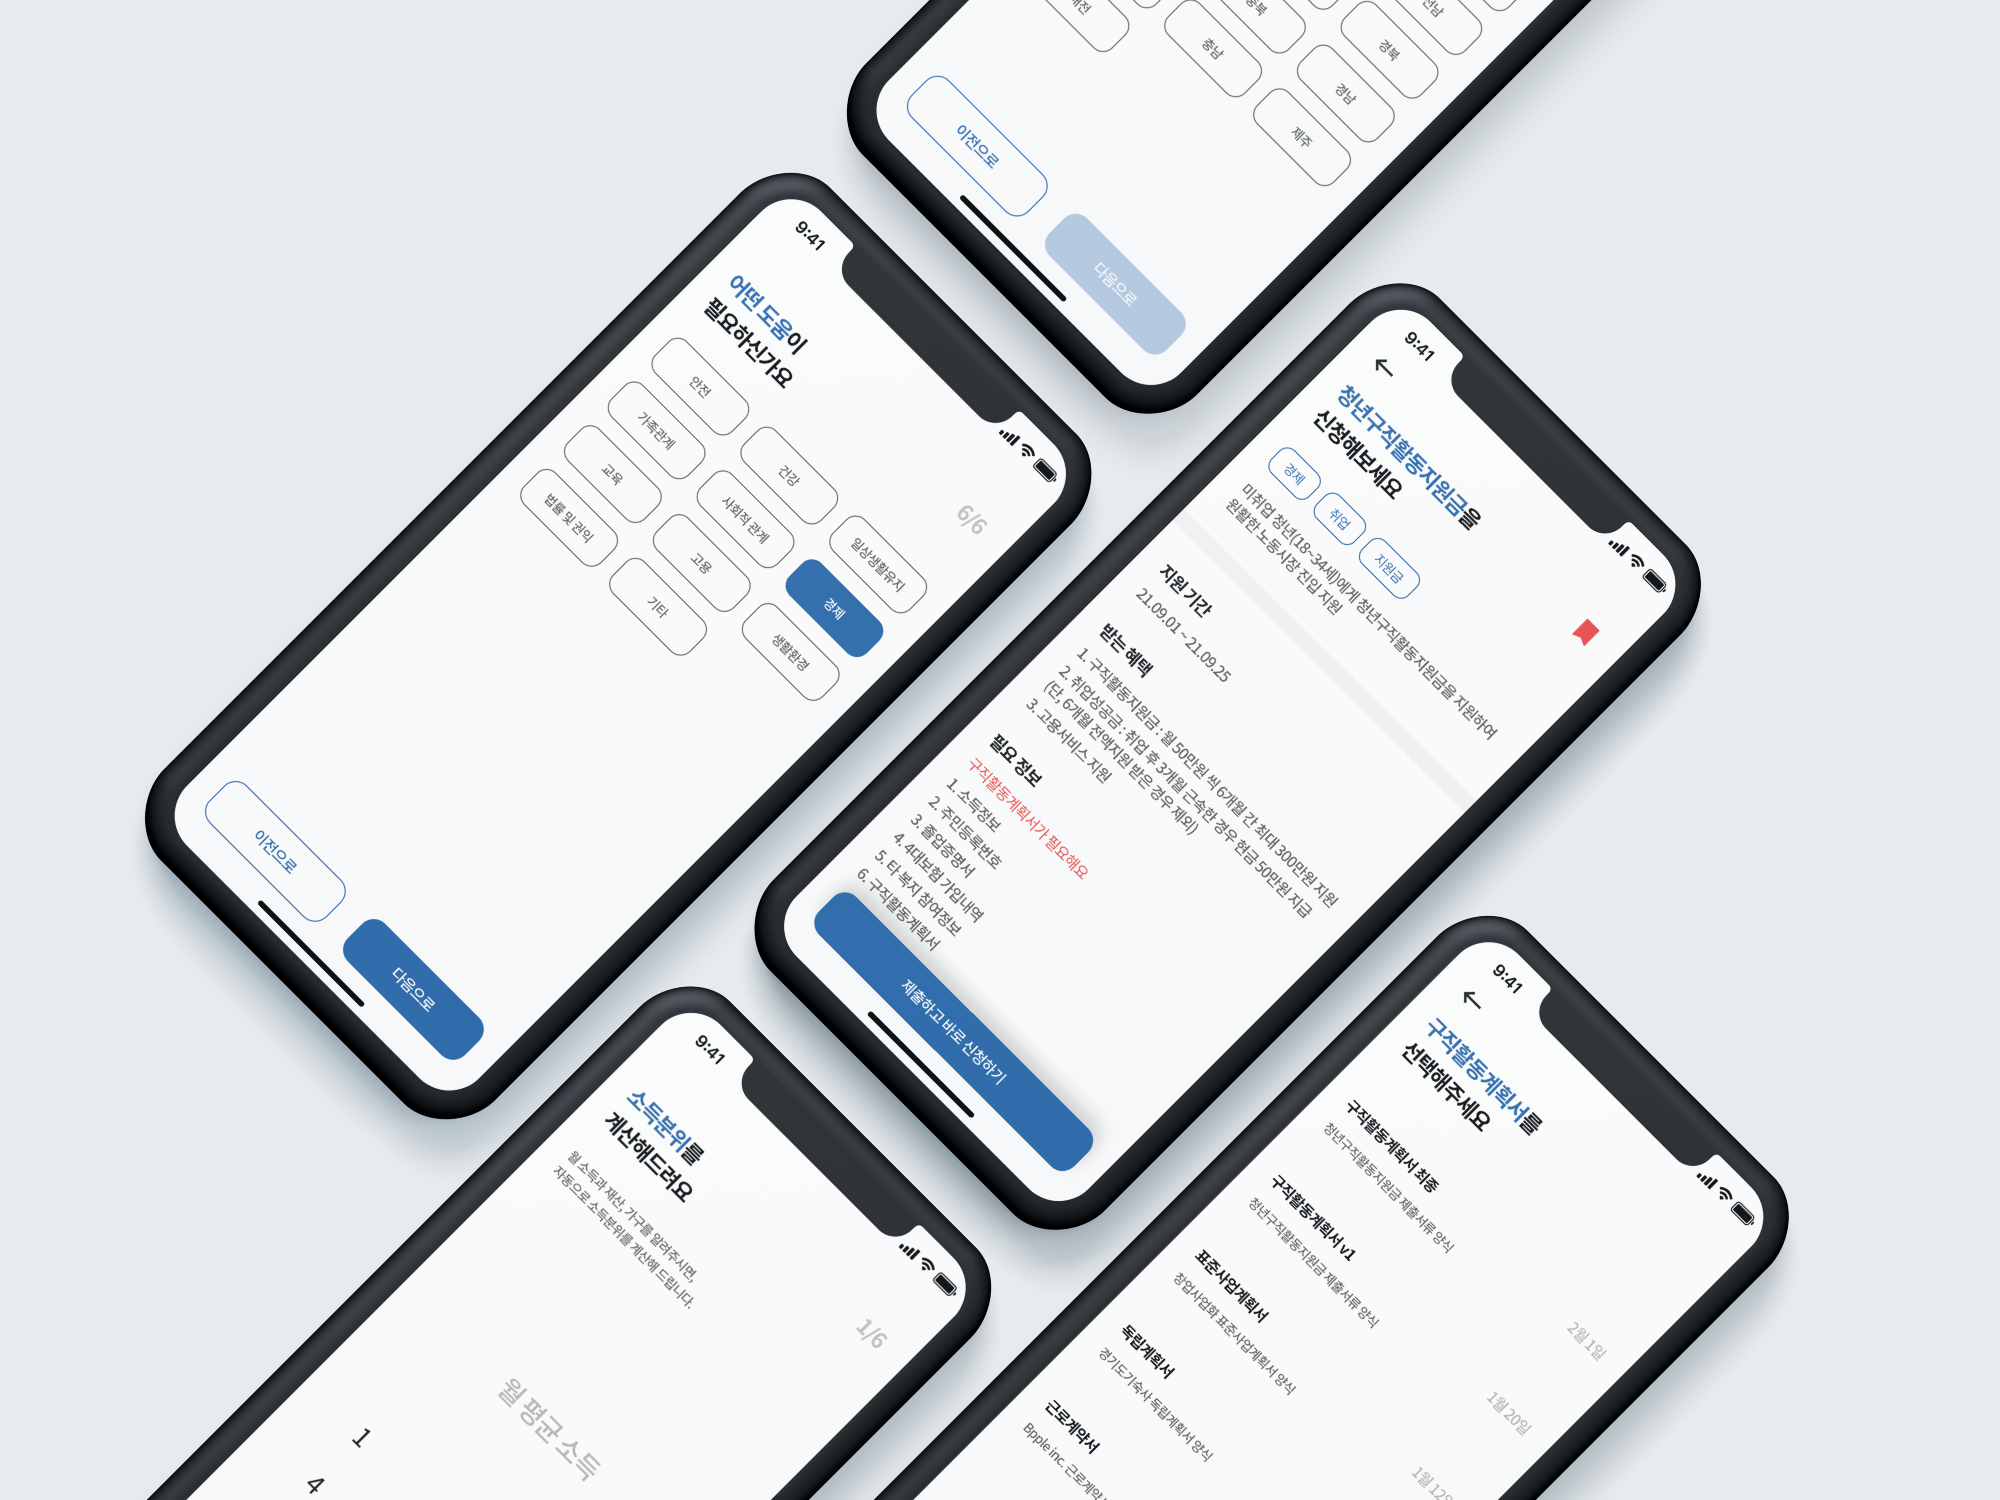 충북
전남
경북
충남
경남
제주
이전으로
다음으로
9:41
어떤 도움이
필요하신가요
6/6
안전
건강
일상생활유지
가족관계
사회적 관계
경제
교육
고용
생활환경
법률 및 권익
기타
이전으로
다음으로
9:41
청년구직활동지원금을
신청해보세요
경제
취업
지원금
미취업 청년(18~34세)에게 청년구직활동지원금을 지원하여
원활한 노동시장 진입 지원
지원 기간
21.09.01 ~ 21.09.25
받는 혜택
1. 구직활동지원금 : 월 50만원 씩 6개월 간 최대 300만원 지원
2. 취업성공금 : 취업 후 3개월 근속한 경우 현금 50만원 지급
(단, 6개월 전액지원 받은 경우 제외)
3. 고용서비스 지원
필요 정보
구직활동계획서가 필요해요
1. 소득정보
2. 주민등록번호
3. 졸업증명서
4. 4대보험 가입내역
5. 타 복지 참여정보
6. 구직활동계획서
제출하고 바로 신청하기
9:41
소득분위를
계산해드려요
월 소득과 재산, 가구를 알려주시면,
자동으로 소득분위를 계산해 드립니다.
1/6
월 평균 소득
1
4
9:41
구직활동계획서를
선택해주세요
구직활동계획서 최종
청년구직활동지원금 제출서류 양식
2월 1일
구직활동계획서 v1
청년구직활동지원금 제출서류 양식
1월 20일
표준사업계획서
창업사업화 표준사업계획서 양식
1월 12일
독립계획서
경기도기숙사 독립계획서 양식
근로계약서
Bpple inc. 근로계약